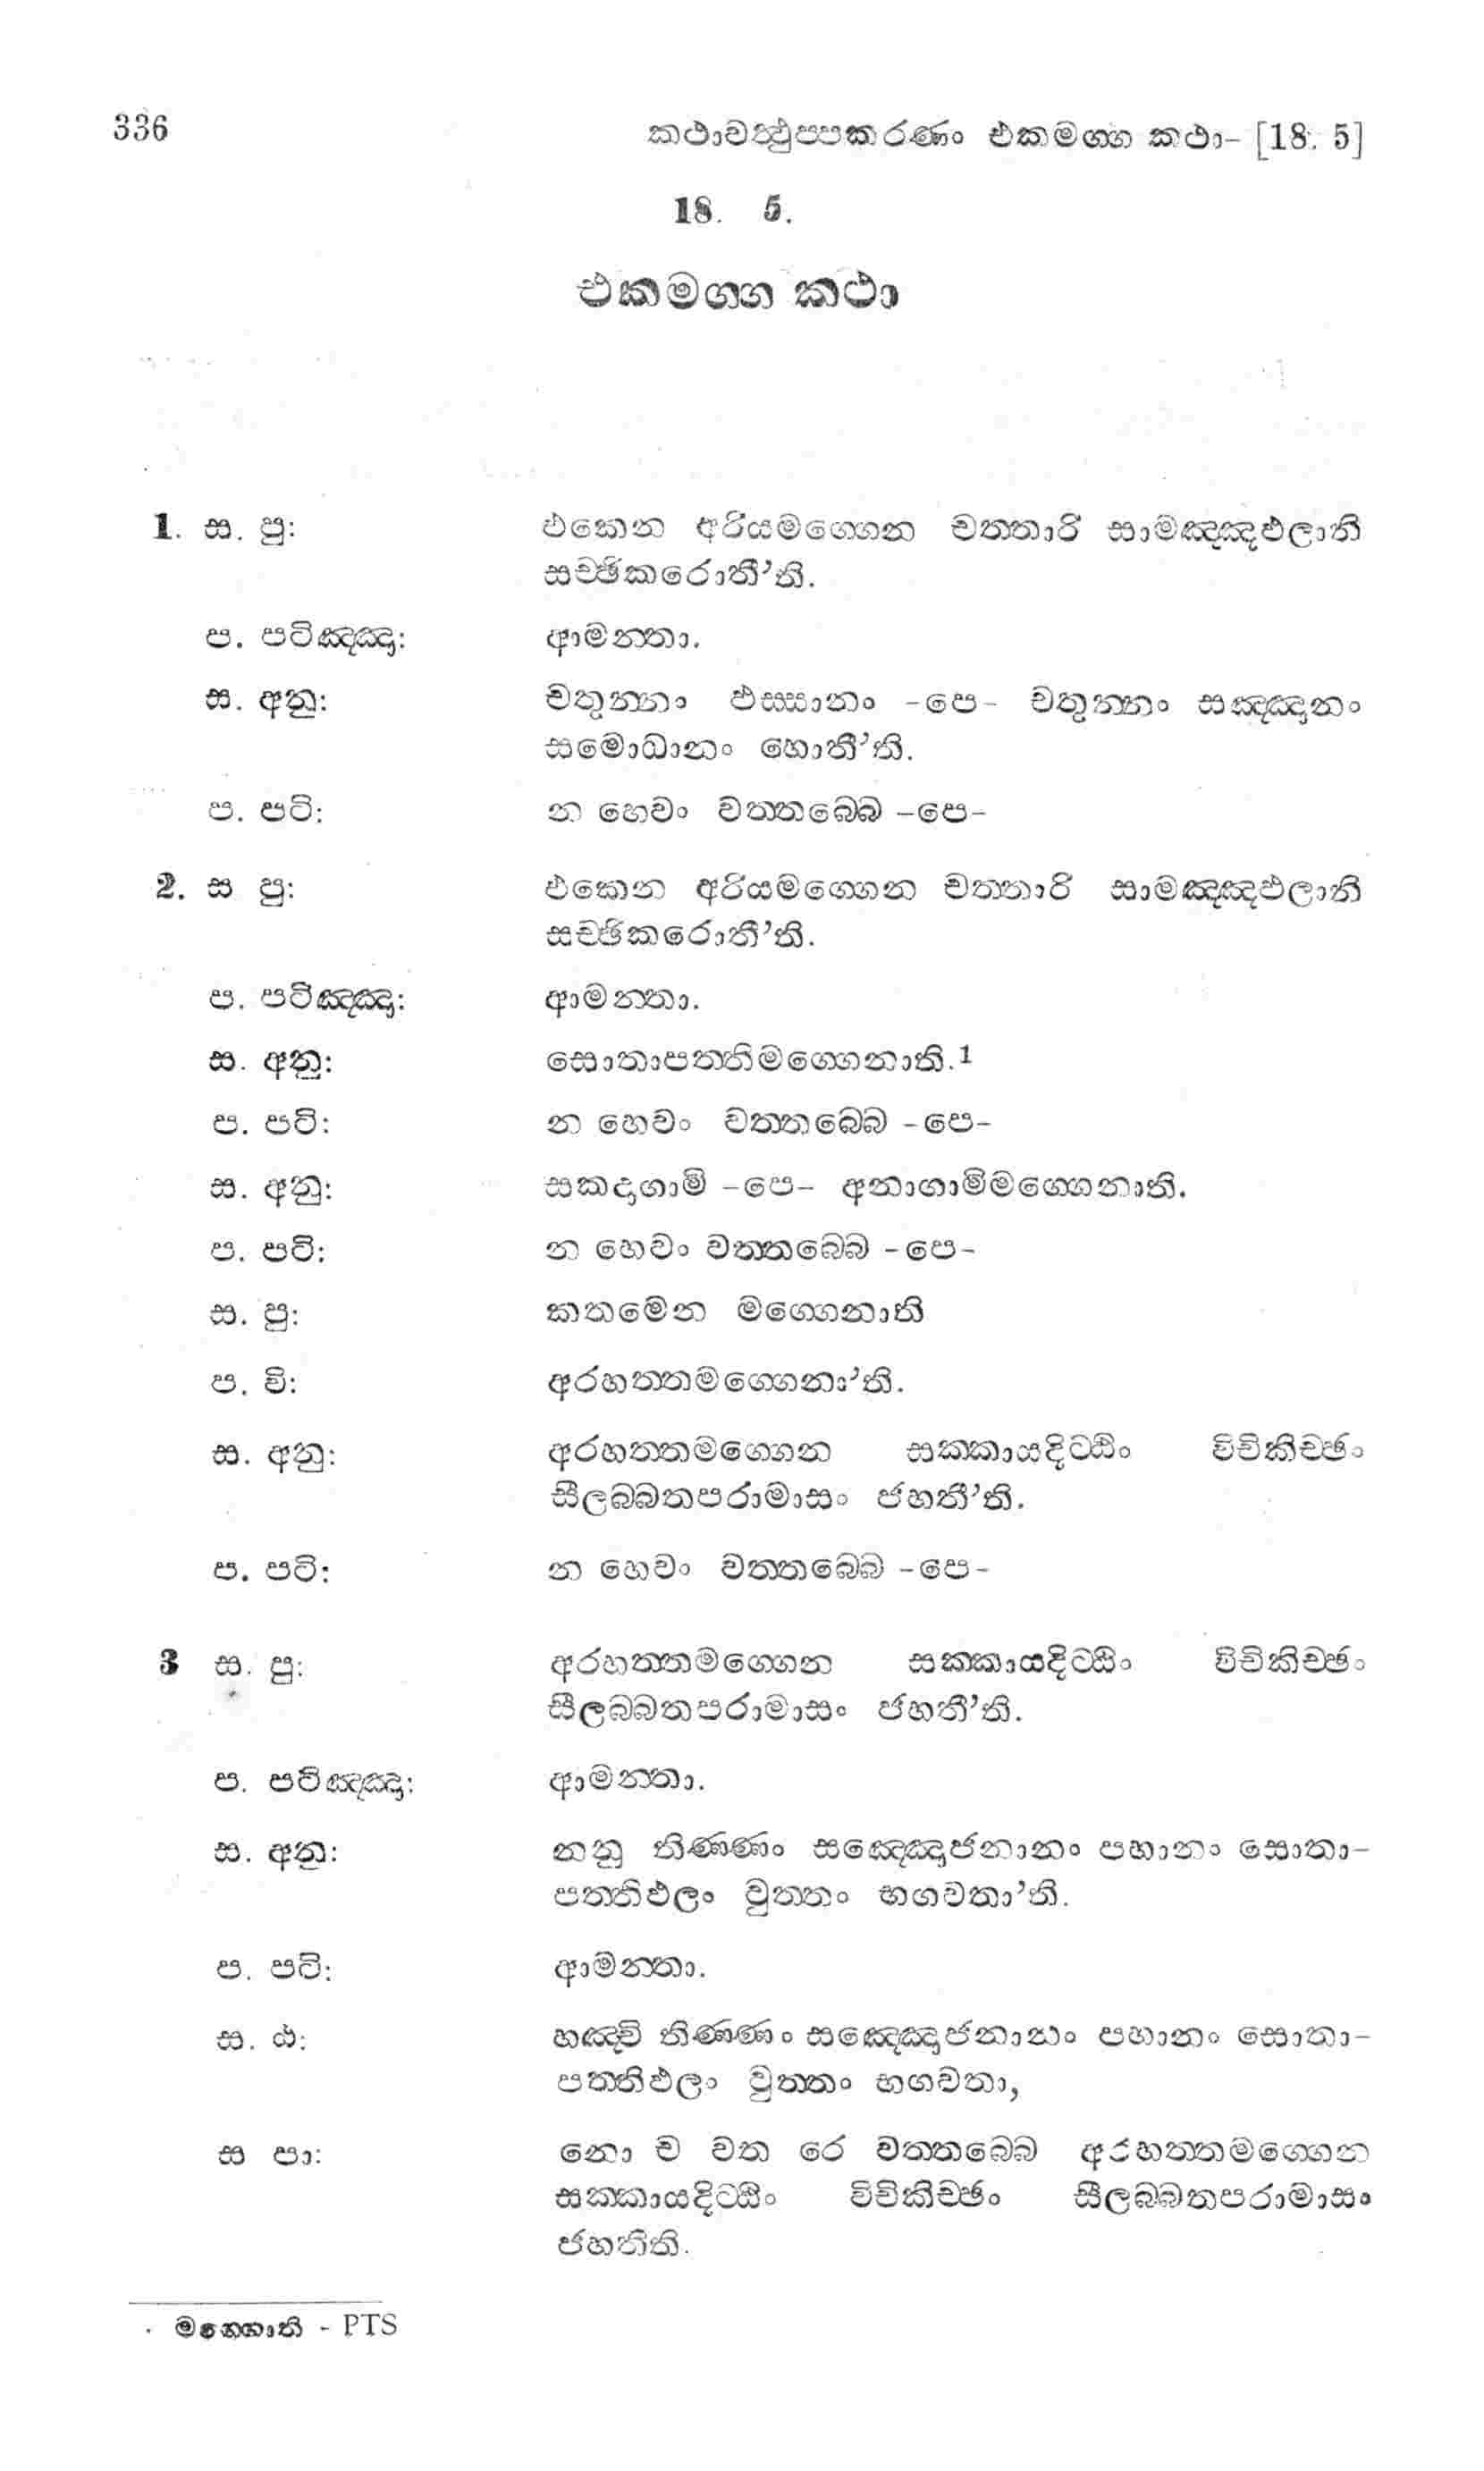 336 කථාවත්ථුප්පකරණං එකමග්ග කථා- [18: 5]
18. 5.
එකමග්ග කථා
1. ස. පු: එකෙන අරියමග්ගෙන චත්තාරි සාමඤ්ඤඵලානි
සච්ඡිකරොතී’ති.
ප. පටිඤ්ඤා: ආමන්තා.
ස. අනු: චතුන්නං ඵස්සානං -පෙ- චතුන්නං සඤ්ඤානං
සමොධානං හොතී’ති.
ප. පටි: න හෙවං වත්තබ්බෙ -පෙ-
2. ස පු: එකෙන අරියමග්ගෙන චත්තාරි සාමඤ්ඤඵලානි
සච්ඡිකරොතී’ති.
ප. පටිඤ්ඤා: ආමන්තා.
ස. අනු: සොතාපත්තිමග්ගෙනාති.1
ප. පටි: න හෙවං වත්තබ්බෙ -පෙ-
ස. අනු: සකදාගාමි -පෙ- අනාගාමිමග්ගෙනාති.
ප. පටි: න හෙවං වත්තබ්බෙ -පෙ-
ස. පු: කතමෙන මග්ගෙනාති
ප. වි: අරහත්තමග්ගෙනා’ති.
ස. අනු: අරහත්තමග්ගෙන සක්කායදිට්ඨිං විචිකිච්ඡං
සීලබ්බතපරාමාසං ජහතී’ති.
ප. පටි: න හෙවං වත්තබ්බෙ -පෙ-
3 ස. පු: අරහත්තමග්ගෙන සක්කායදිට්ඨිං විචිකිච්ඡං
සීලබ්බතපරාමාසං ජහතී’ති.
ප. පටිඤ්ඤා: ආමන්තා.
ස. අනු: නනු තිණ්ණං සඤ්ඤොජනානං පහානං සොතා-
පත්තිඵලං වුත්තං භගවතා’ති.
ප. පටි: ආමන්තා.
ස. ඨ: හඤ්චි තිණ්ණං සඤ්ඤොජනානං පහානං සොතා-
පත්තිඵලං වුත්තං භගවතා,
ස පා: නො ච වත රෙ වත්තබ්බෙ අරහත්තමග්ගෙන
සක්කායදිට්ඨිං විචිකිච්ඡං සීලබ්බතපරාමාසං
ජහතිති.
. මග්ගොති - PTS